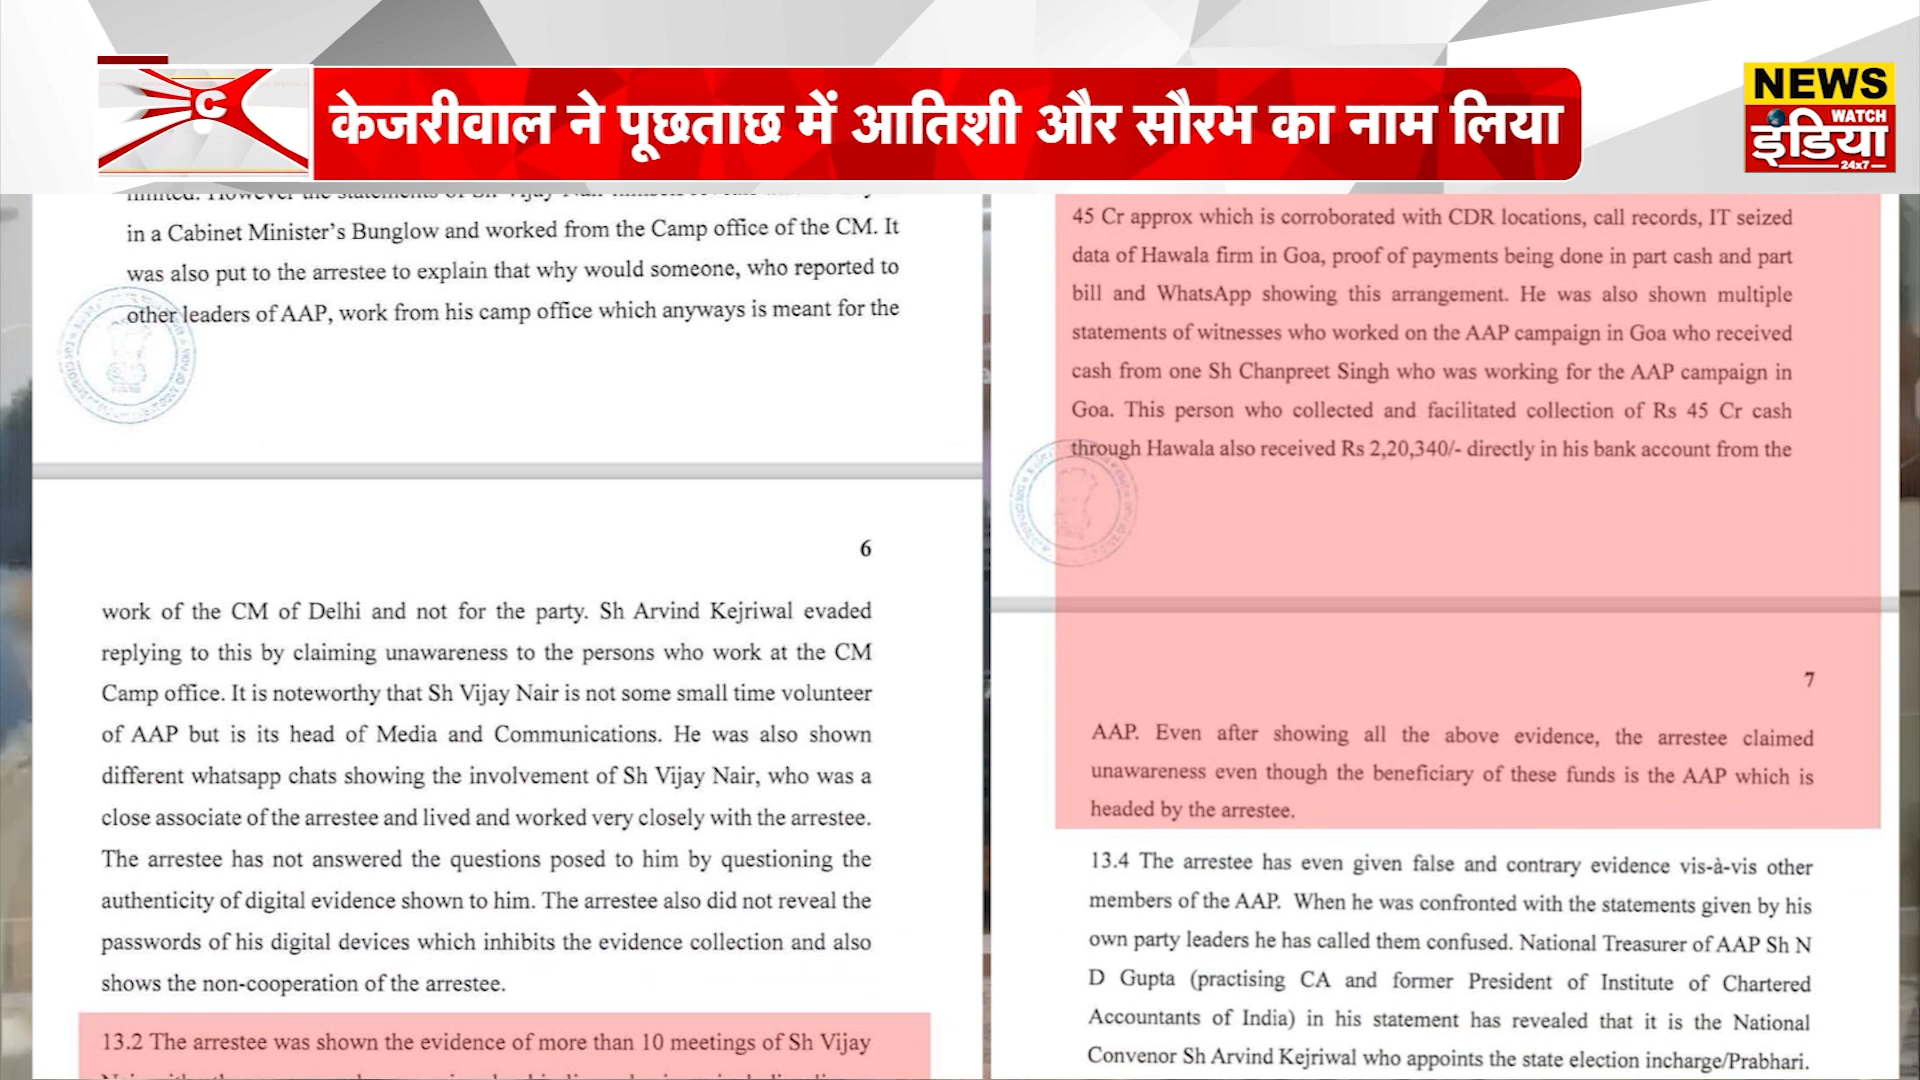 केजरीवाल ने पूछताछ में आतिशी और सौरभ का नाम लिया
NEWS
WATCH
इंडिया
24x7
C
limited. However the statements of Sh Vijay Nair himself
in a Cabinet Minister's Bunglow and worked from the Camp office of the CM. It
was also put to the arrestee to explain that why would someone, who reported to
other leaders of AAP, work from his camp office which anyways is meant for the
6
work of the CM of Delhi and not for the party. Sh Arvind Kejriwal evaded
replying to this by claiming unawareness to the persons who work at the CM
Camp office. It is noteworthy that Sh Vijay Nair is not some small time volunteer
of AAP but is its head of Media and Communications. He was also shown
different whatsapp chats showing the involvement of Sh Vijay Nair, who was a
close associate of the arrestee and lived and worked very closely with the arrestee.
The arrestee has not answered the questions posed to him by questioning the
authenticity of digital evidence shown to him. The arrestee also did not reveal the
passwords of his digital devices which inhibits the evidence collection and also
shows the non-cooperation of the arrestee.
13.2 The arrestee was shown the evidence of more than 10 meetings of Sh Vijay
45 Cr approx which is corroborated with CDR locations, call records, IT seized
data of Hawala firm in Goa, proof of payments being done in part cash and part
bill and WhatsApp showing this arrangement. He was also shown multiple
statements of witnesses who worked on the AAP campaign in Goa who received
cash from one Sh Chanpreet Singh who was working for the AAP campaign in
Goa. This person who collected and facilitated collection of Rs 45 Cr cash
through Hawala also received Rs 2,20,340/- directly in his bank account from the
7
AAP. Even after showing all the above evidence, the arrestee claimed
unawareness even though the beneficiary of these funds is the AAP which is
headed by the arrestee.
13.4 The arrestee has even given false and contrary evidence vis-à-vis other
members of the AAP. When he was confronted with the statements given by his
own party leaders he has called them confused. National Treasurer of AAP Sh N
D Gupta (practising CA and former President of Institute of Chartered
Accountants of India) in his statement has revealed that it is the National
Convenor Sh Arvind Kejriwal who appoints the state election incharge/Prabhari.